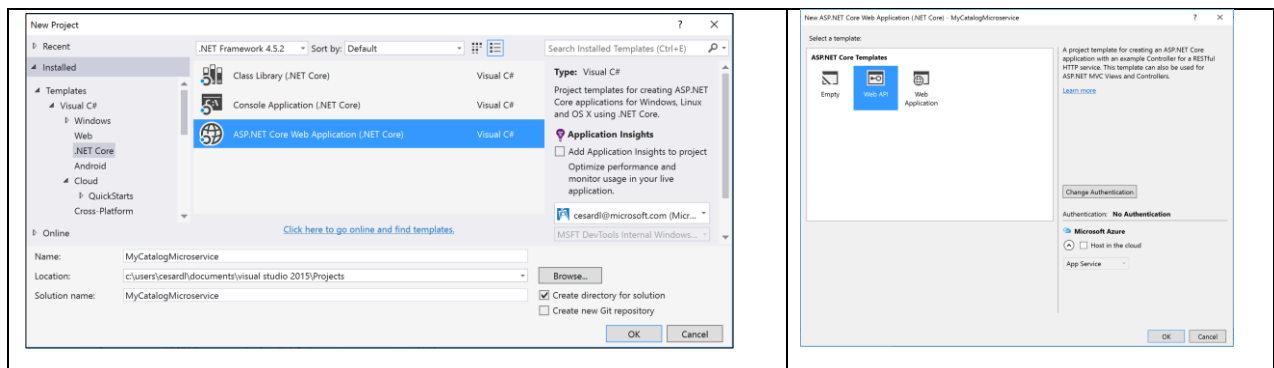 New Project
Recent
.NET Framework 4.5.2 Sort by: Default
Search Installed Templates (Ctrl+E)
Installed
Templates
Visual C#
Windows
Web
.NET Core
Android
Cloud
QuickStarts
Cross-Platform
Online
Class Library (.NET Core) Visual C#
Console Application (.NET Core) Visual C#
ASP.NET Core Web Application (.NET Core) Visual C#
Click here to go online and find templates.
Type: Visual C#
Project templates for creating ASP.NET
Core applications for Windows, Linux
and OS X using .NET Core.
Application Insights
Add Application Insights to project
Optimize performance and
monitor usage in your live
application.
cesardl@microsoft.com (Micr...
MSFT DevTools Internal Windows...
Name: MyCatalogMicroservice
Location: c:\users\cesardl\documents\visual studio 2015\Projects
Browse...
Solution name: MyCatalogMicroservice
Create directory for solution
Create new Git repository
OK Cancel
New ASP.NET Core Web Application (.NET Core) - MyCatalogMicroservice
Select a template:
ASP.NET Core Templates
Empty
Web API
Web
Application
A project template for creating an ASP.NET Core
application with an example Controller for a RESTful
HTTP service. This template can also be used for
ASP.NET MVC Views and Controllers.
Learn more
Change Authentication
Authentication: No Authentication
Microsoft Azure
Host in the cloud
App Service
OK Cancel